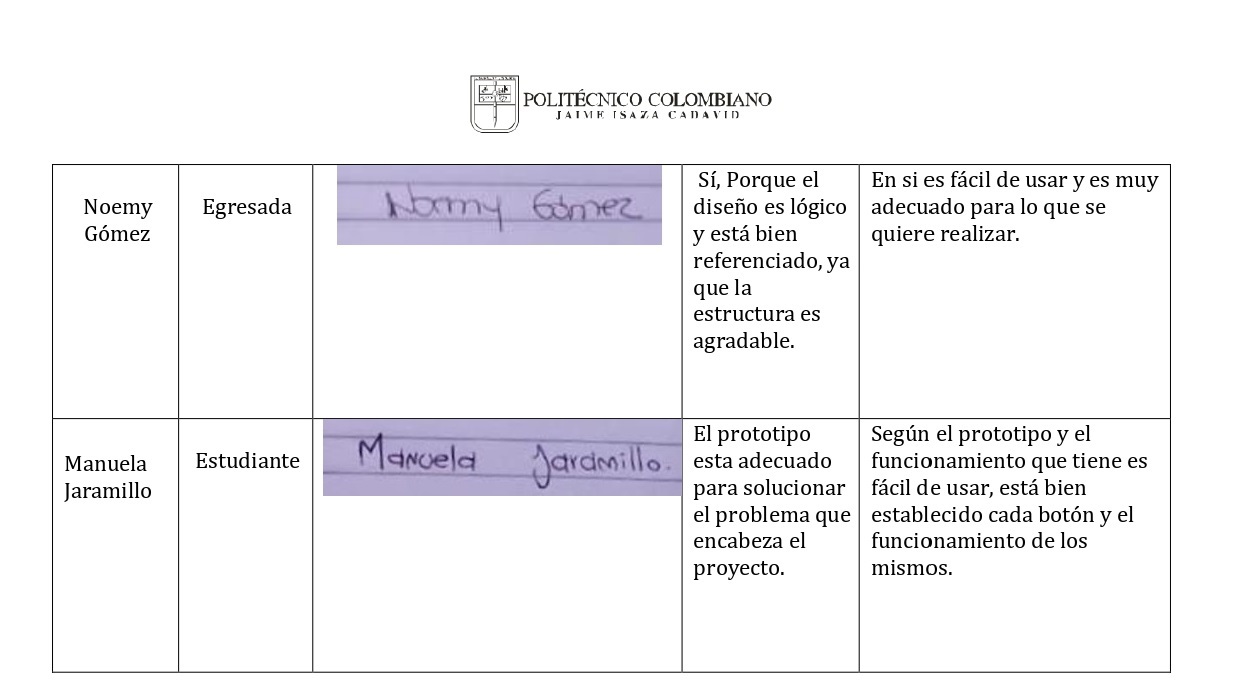 POLITÉCNICO COLOMBIANO
JAIME ISAZA CADAVID
Noemy
Gómez
Egresada
Noemy Gómez
Sí, Porque el
diseño es lógico
y está bien
referenciado, ya
que la
estructura es
agradable.
En si es fácil de usar y es muy
adecuado para lo que se
quiere realizar.
Manuela
Jaramillo
Estudiante
Manuela Jaramillo.
El prototipo
esta adecuado
para solucionar
el problema que
encabeza el
proyecto.
Según el prototipo y el
funcionamiento que tiene es
fácil de usar, está bien
establecido cada botón y el
funcionamiento de los
mismos.